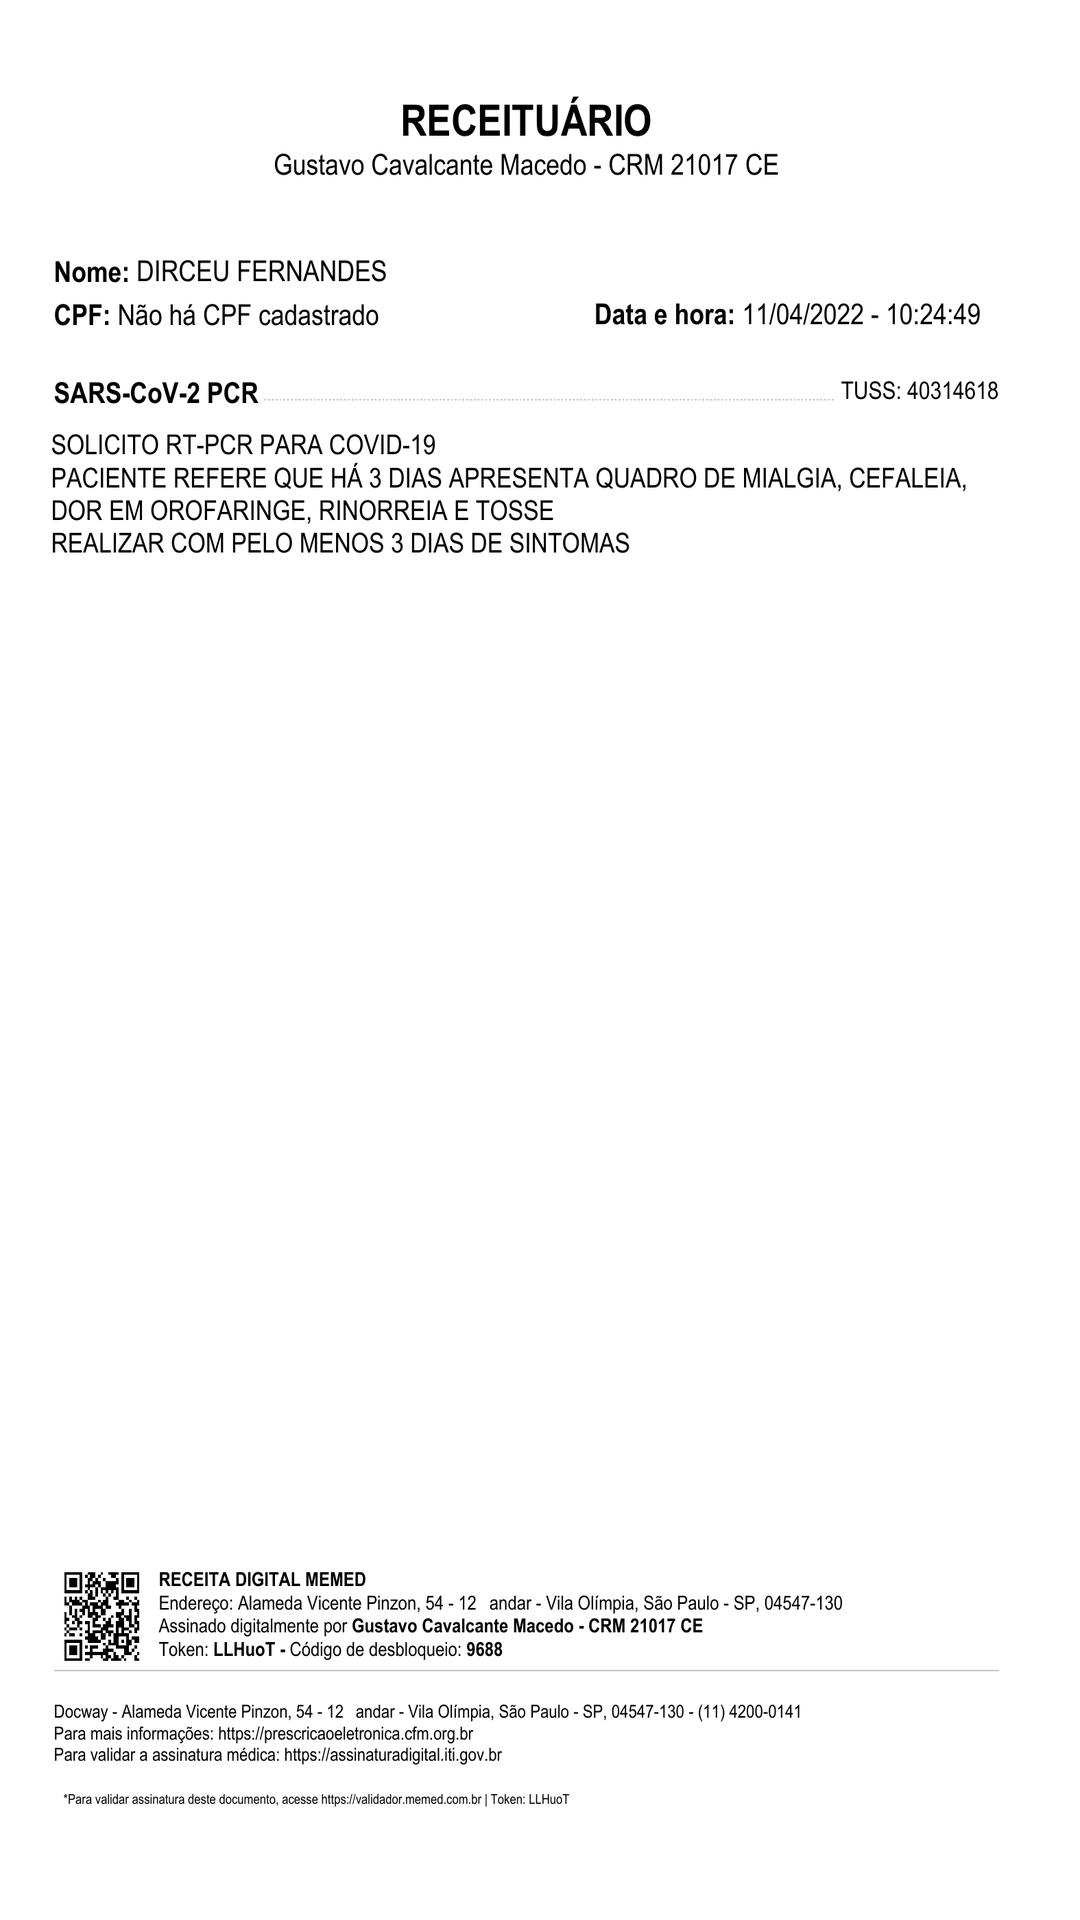 RECEITUÁRIO
Gustavo Cavalcante Macedo - CRM 21017 CE
Nome: DIRCEU FERNANDES
CPF: Não há CPF cadastrado
Data e hora: 11/04/2022 - 10:24:49
SARS-CoV-2 PCR
TUSS: 40314618
SOLICITO RT-PCR PARA COVID-19
PACIENTE REFERE QUE HÁ 3 DIAS APRESENTA QUADRO DE MIALGIA, CEFALEIA,
DOR EM OROFARINGE, RINORREIA E TOSSE
REALIZAR COM PELO MENOS 3 DIAS DE SINTOMAS
RECEITA DIGITAL MEMED
Endereço: Alameda Vicente Pinzon, 54 - 12 andar - Vila Olímpia, São Paulo - SP, 04547-130
Assinado digitalmente por Gustavo Cavalcante Macedo - CRM 21017 CE
Token: LLHuoT - Código de desbloqueio: 9688
Docway - Alameda Vicente Pinzon, 54 - 12 andar - Vila Olímpia, São Paulo - SP, 04547-130 - (11) 4200-0141
Para mais informações: https://prescricaoeletronica.cfm.org.br
Para validar a assinatura médica: https://assinaturadigital.iti.gov.br
*Para validar assinatura deste documento, acesse https://validador.memed.com.br | Token: LLHuoT